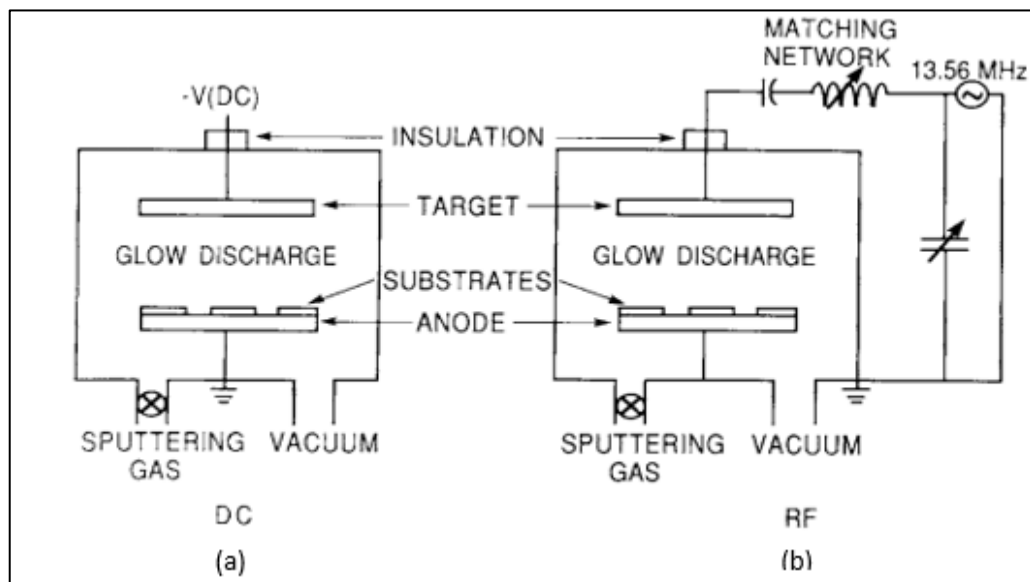 MATCHING
NETWORK
13.56 MHz
-V(DC)
INSULATION
TARGET
GLOW DISCHARGE
GLOW DISCHARGE
SUBSTRATES
ANODE
SPUTTERING
GAS
VACUUM
SPUTTERING
GAS
VACUUM
DC
RF
(a)
(b)